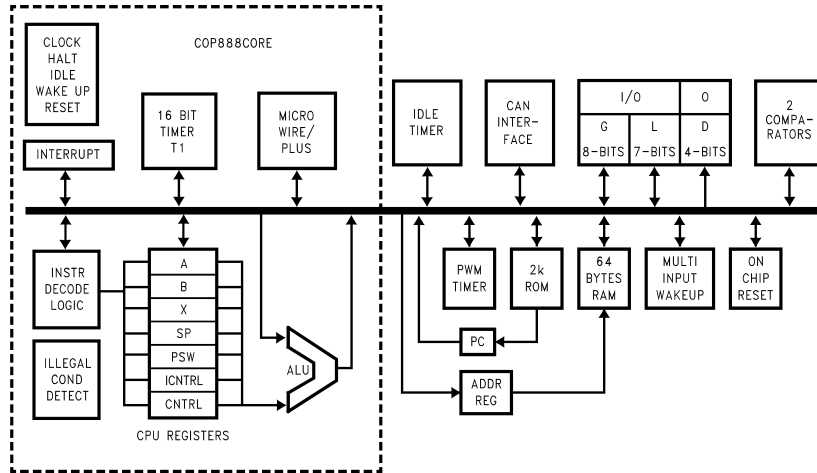 COP888CORE
CLOCK
HALT
IDLE
WAKE UP
RESET
INTERRUPT
16 BIT
TIMER
T1
MICRO
WIRE/
PLUS
IDLE
TIMER
CAN
INTER-
FACE
I/O
O
G
L
D
8-BITS
7-BITS
4-BITS
2
COMPA-
RATORS
INSTR
DECODE
LOGIC
ILLEGAL
COND
DETECT
A
B
X
SP
PSW
ICNTRL
CNTRL
CPU REGISTERS
ALU
PWM
TIMER
2k
ROM
64
BYTES
RAM
MULTI
INPUT
WAKEUP
ON
CHIP
RESET
PC
ADDR
REG